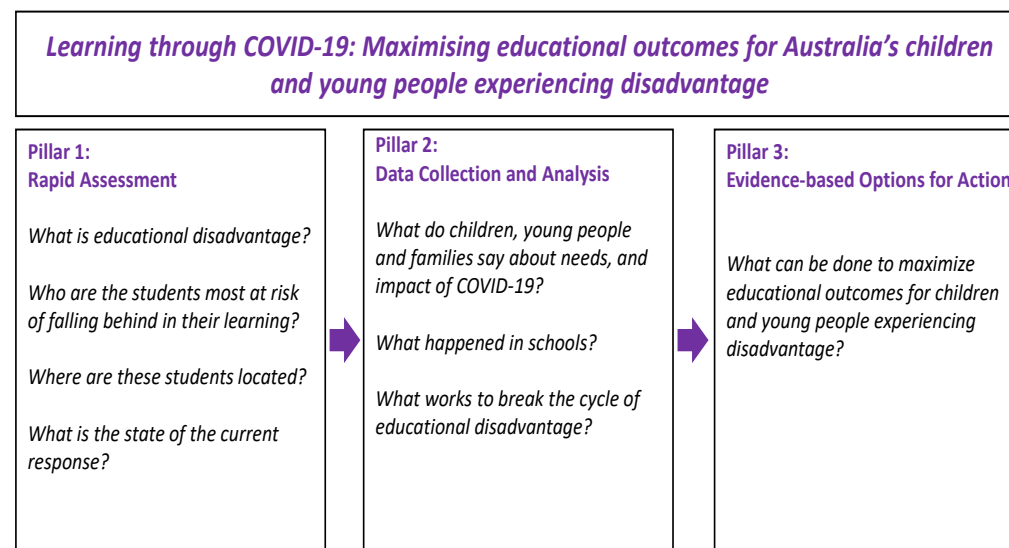 Learning through COVID-19: Maximising educational outcomes for Australia's children
and young people experiencing disadvantage
Pillar 1:
Rapid Assessment
What is educational disadvantage?
Who are the students most at risk
of falling behind in their learning?
Where are these students located?
What is the state of the current
response?
Pillar 2:
Data Collection and Analysis
What do children, young people
and families say about needs, and
impact of COVID-19?
What happened in schools?
What works to break the cycle of
educational disadvantage?
Pillar 3:
Evidence-based Options for Action
What can be done to maximize
educational outcomes for children
and young people experiencing
disadvantage?